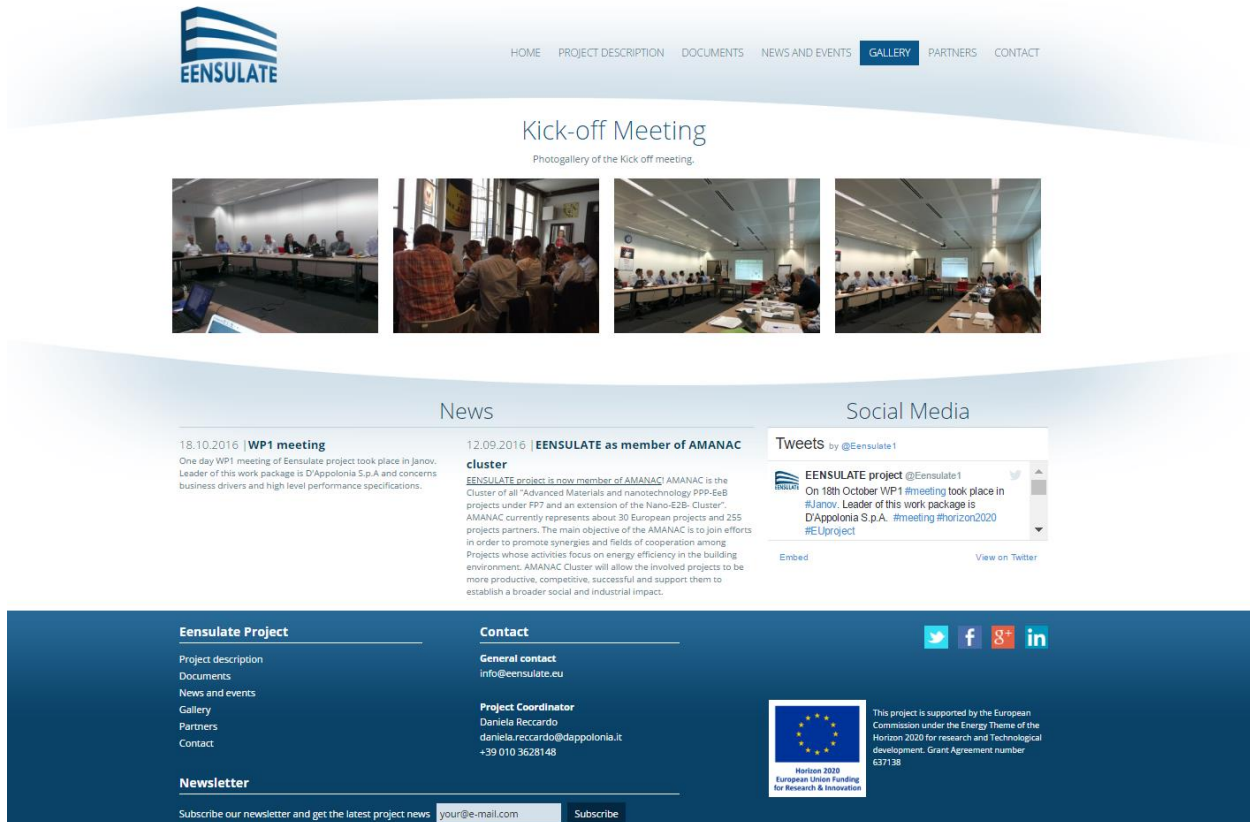 EENSULATE
HOME PROJECT DESCRIPTION DOCUMENTS NEWS AND EVENTS GALLERY PARTNERS CONTACT
Kick-off Meeting
Photogallery of the Kick off meeting.
News
18.10.2016 | WP1 meeting
One day WP1 meeting of Eensulate project took place in Janov.
Leader of this work package is D'Appolonia S.p.A and concerns
business drivers and high level performance specifications.
12.09.2016 | EENSULATE as member of AMANAC
cluster
EENSULATE project is now member of AMANAC! AMANAC is the
Cluster of all "Advanced Materials and nanotechnology PPP-EeB
projects under FP7 and an extension of the Nano-E2B- Cluster".
AMANAC currently represents about 30 European projects and 255
projects partners. The main objective of the AMANAC is to join efforts
in order to promote synergies and fields of cooperation among
Projects whose activities focus on energy efficiency in the building
environment. AMANAC Cluster will allow the involved projects to be
more productive, competitive, successful and support them to
establish a broader social and industrial impact.
Social Media
Tweets by @Eensulate1
EENSULATE project @Eensulate1
On 18th October WP1 #meeting took place in
#Janov. Leader of this work package is
D'Appolonia S.p.A. #meeting #horizon2020
#EUproject
Embed View on Twitter
Eensulate Project
Project description
Documents
News and events
Gallery
Partners
Contact
Contact
General contact
info@eensulate.eu
Project Coordinator
Daniela Reccardo
daniela.reccardo@dappolonia.it
+39 010 3628148
Horizon 2020
European Union Funding
for Research & Innovation
This project is supported by the European
Commission under the Energy Theme of the
Horizon 2020 for research and Technological
development. Grant Agreement number
637138
Newsletter
Subscribe our newsletter and get the latest project news your@e-mail.com Subscribe